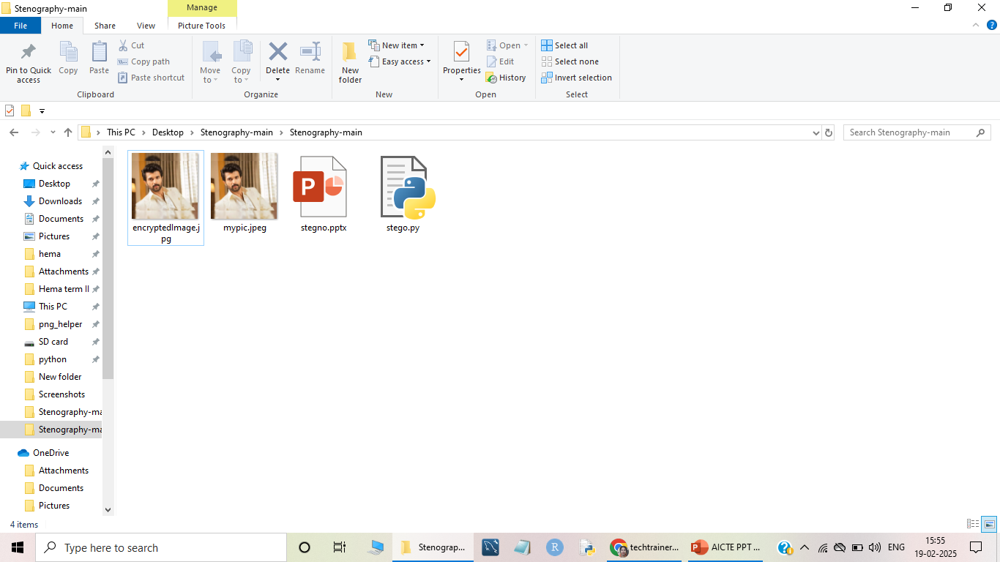 Stenography-main
Manage
File
Home
Share
View
Picture Tools
Pin to Quick
access
Copy
Paste
Cut
Copy path
Paste shortcut
Clipboard
Move
to
Copy
to
Delete
Rename
Organize
New
folder
New item
Easy access
New
Properties
Open
Edit
History
Open
Select all
Select none
Invert selection
Select
This PC
Desktop
Stenography-main
Stenography-main
Search Stenography-main
Quick access
Desktop
Downloads
Documents
Pictures
hema
Attachments
Hema term II
This PC
png_helper
SD card
python
New folder
Screenshots
Stenography-ma
Stenography-ma
OneDrive
Attachments
Documents
Pictures
encryptedImage.j
pg
mypic.jpeg
stegno.pptx
stego.py
4 items
Type here to search
Stenograp...
techtrainer...
AICTE PPT ...
ENG
15:55
19-02-2025